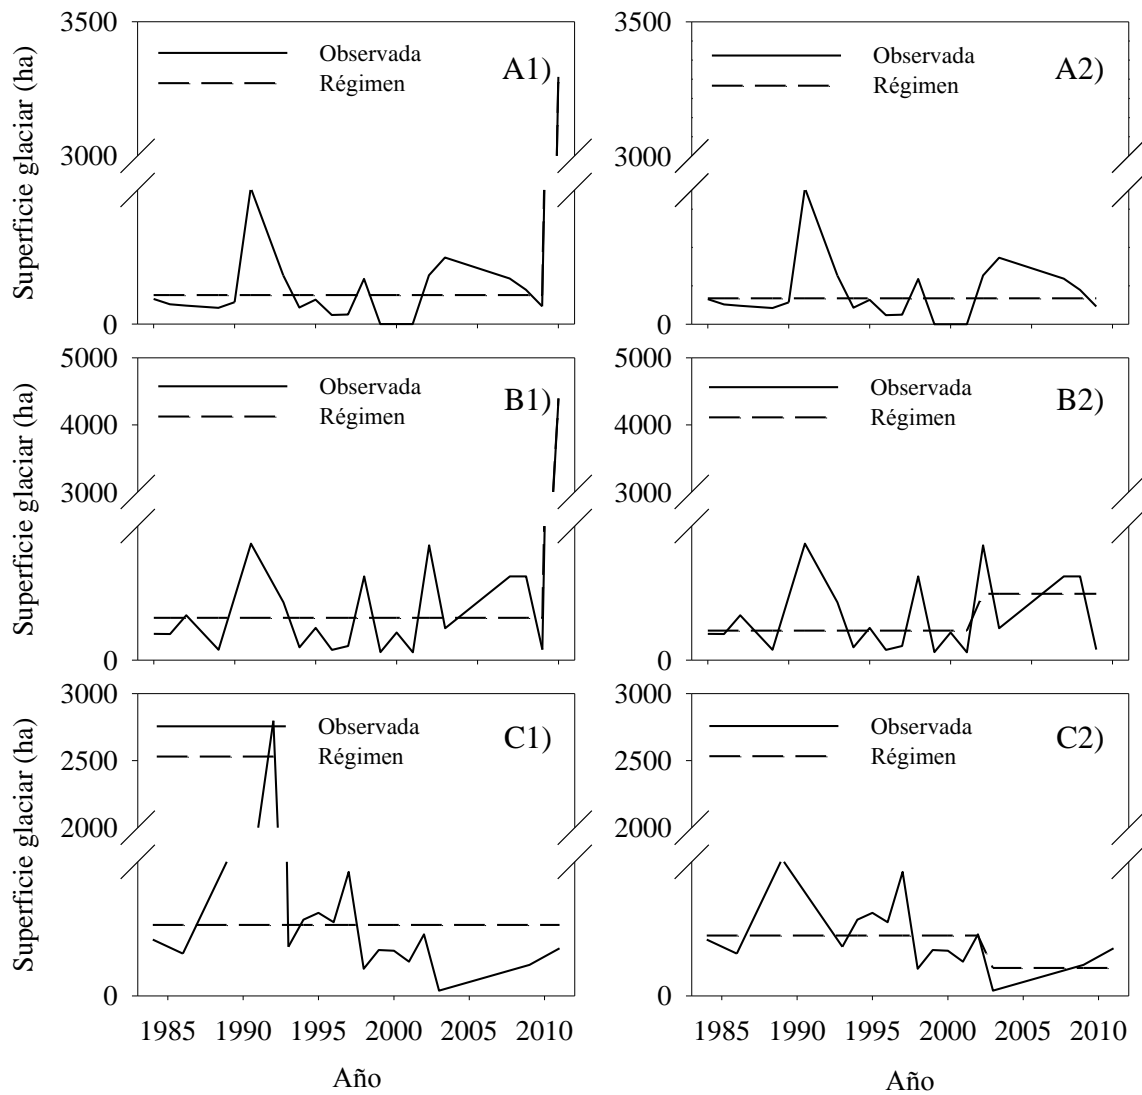 3500
Observada
Régimen
A1)
3000
0
Superficie glaciar (ha)
3500
Observada
Régimen
A2)
3000
0
5000
Observada
Régimen
B1)
4000
3000
0
Superficie glaciar (ha)
5000
Observada
Régimen
B2)
4000
3000
0
3000
Observada
Régimen
C1)
2500
2000
0
Superficie glaciar (ha)
1985 1990 1995 2000 2005 2010
Año
3000
Observada
Régimen
C2)
2500
2000
0
1985 1990 1995 2000 2005 2010
Año